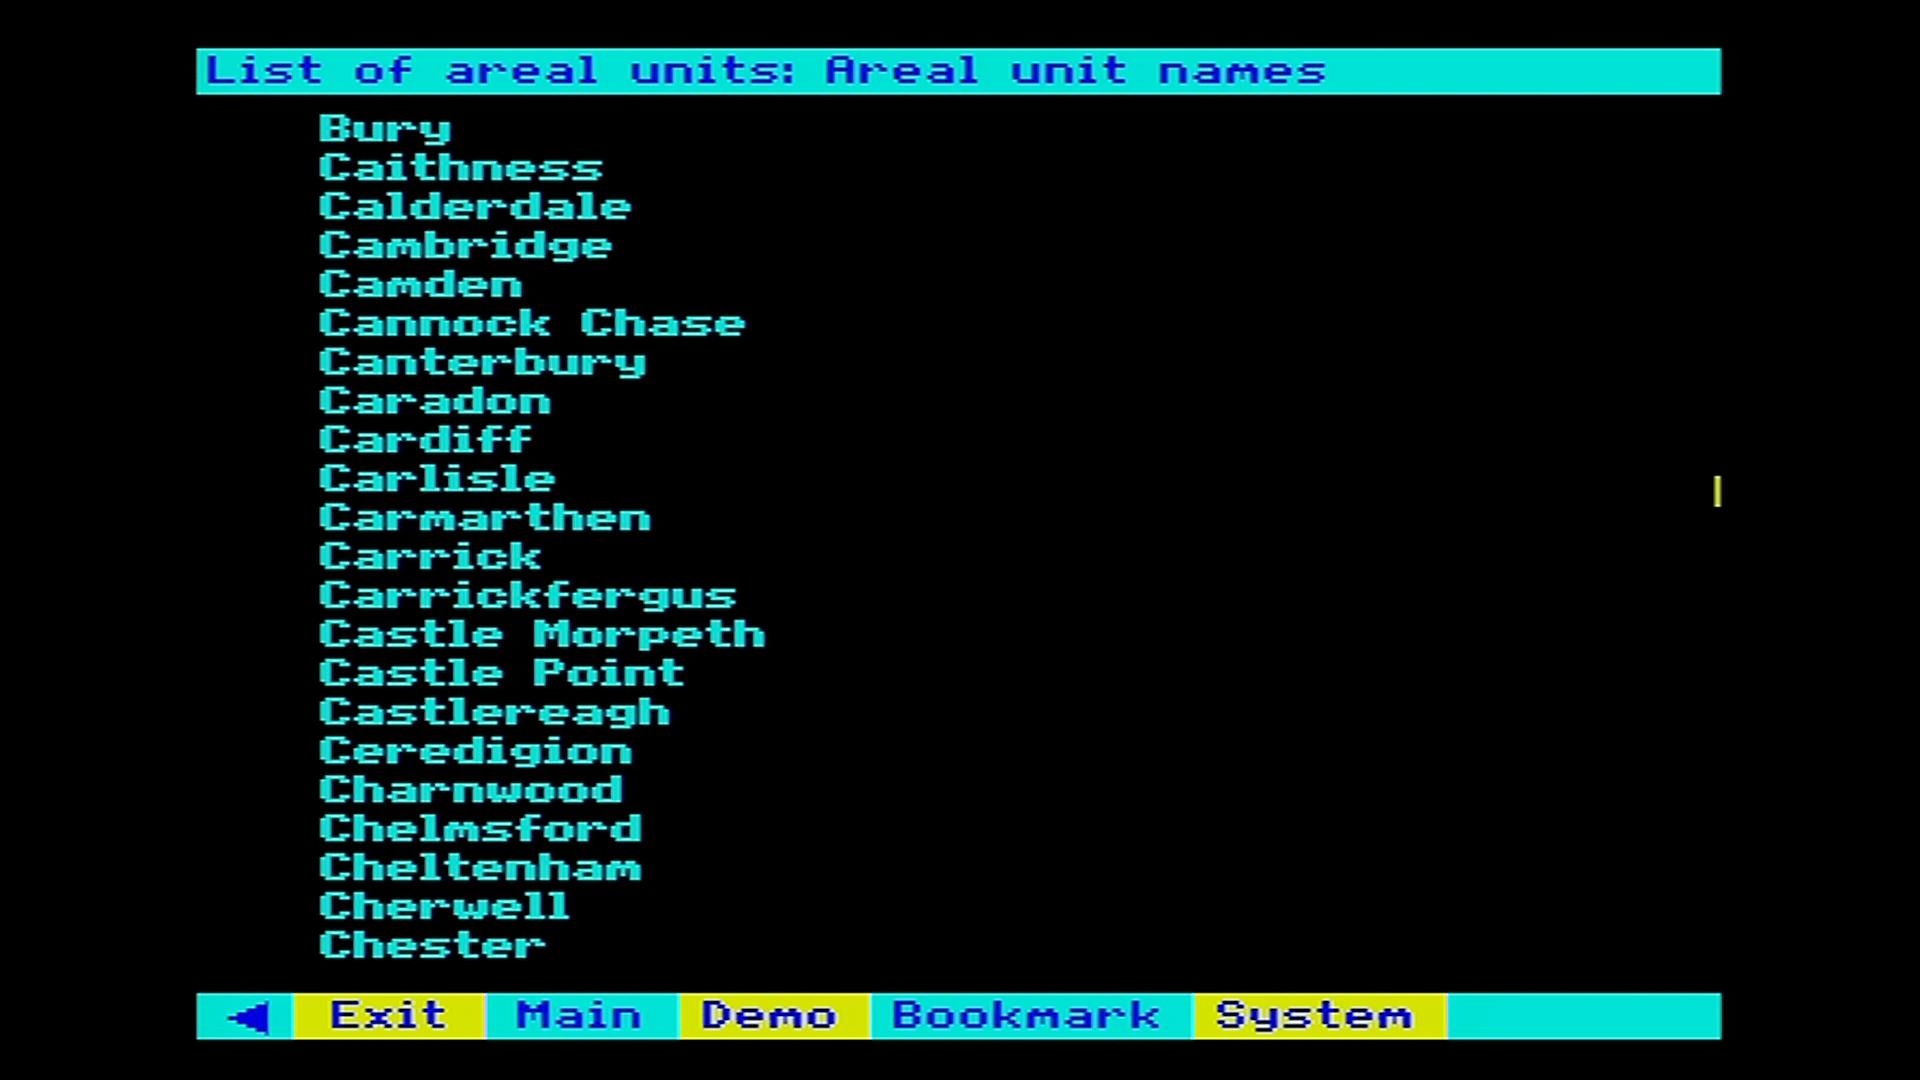 List of areal units: Areal unit names
Bury
Caithness
Calderdale
Cambridge
Camden
Cannock Chase
Canterbury
Caradon
Cardiff
Carlisle
Carmarthen
Carrick
Carrickfergus
Castle Morpeth
Castle Point
Castlereagh
Ceredigion
Charnwood
Chelmsford
Cheltenham
Cherwell
Chester
Exit Main Demo Bookmark System